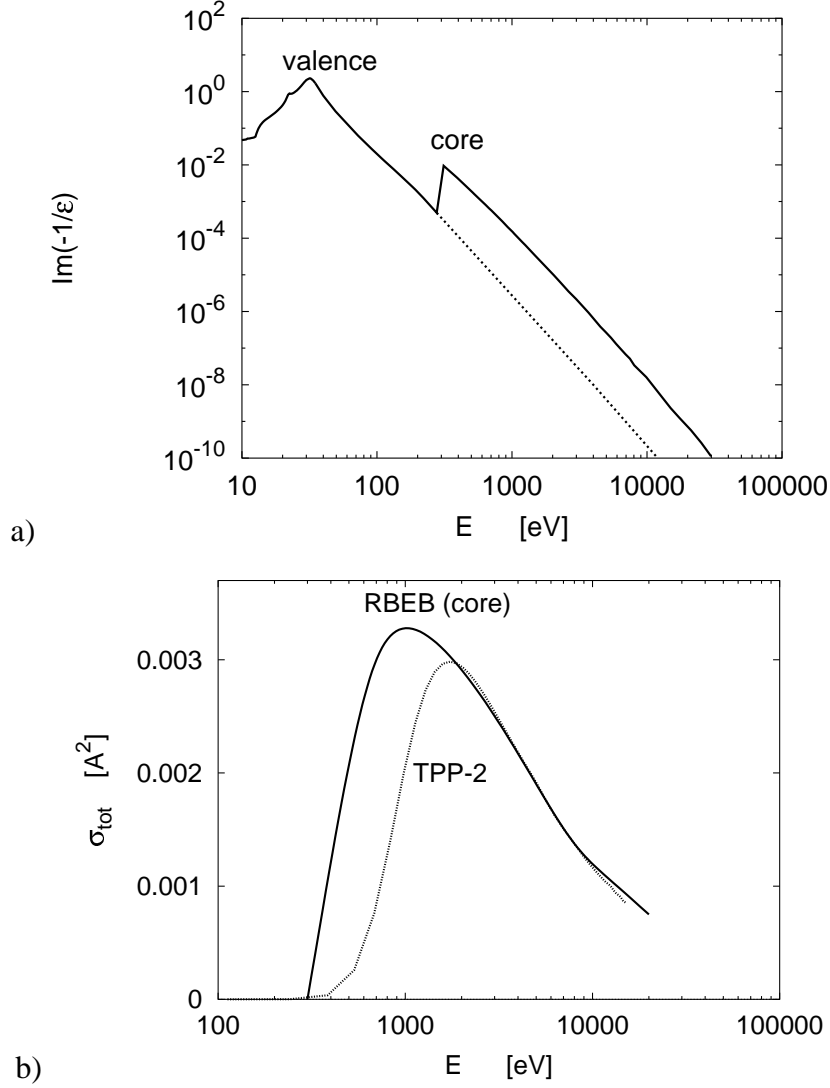 10^2
valence
10^0
core
10^-2
Im(-1/ε)
10^-4
10^-6
10^-8
10^-10
10 100 1000 10000 100000
E [eV]
a)
RBEB (core)
0.003
TPP-2
σ_tot [A^2]
0.002
0.001
0
100 1000 10000 100000
E [eV]
b)